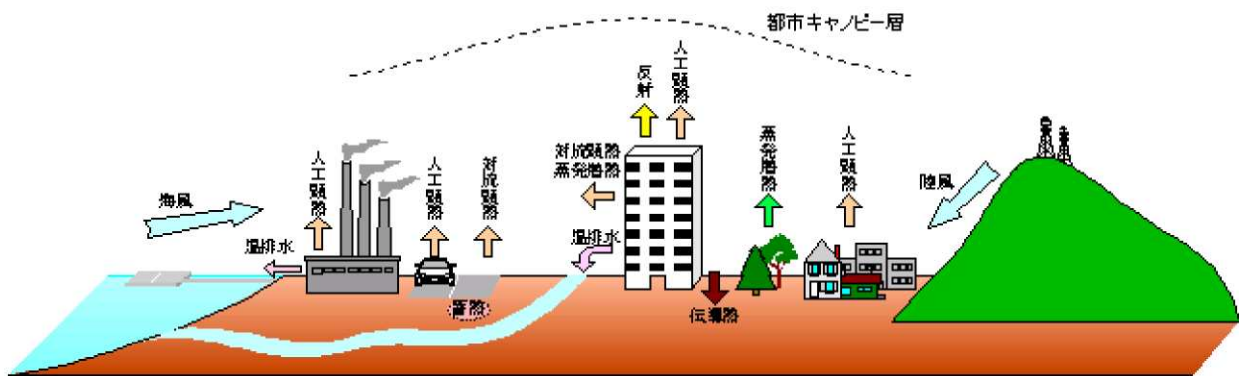 都市キャノピー層
反射
人工顕熱
対流顕熱
蒸発潜熱
人工顕熱
人工顕熱
対流顕熱
蒸発潜熱
人工顕熱
海風
陸風
温排水
温排水
蓄熱
伝導熱